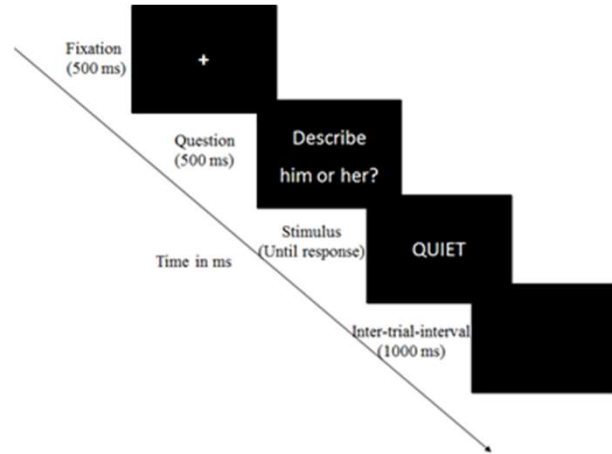 Fixation
(500 ms)
+
Question
(500 ms)
Describe
him or her?
Stimulus
(Until response)
QUIET
Time in ms
Inter-trial-interval
(1000 ms)